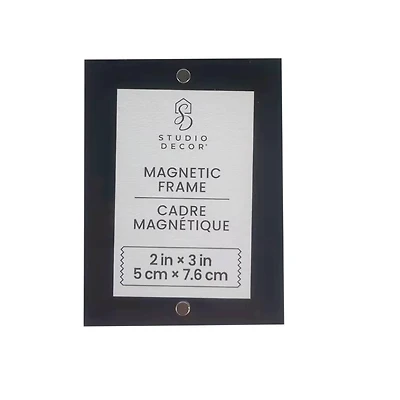 STUDIO
DECOR®
MAGNETIC
FRAME
CADRE
MAGNÉTIQUE
2 in × 3 in
5 cm × 7.6 cm